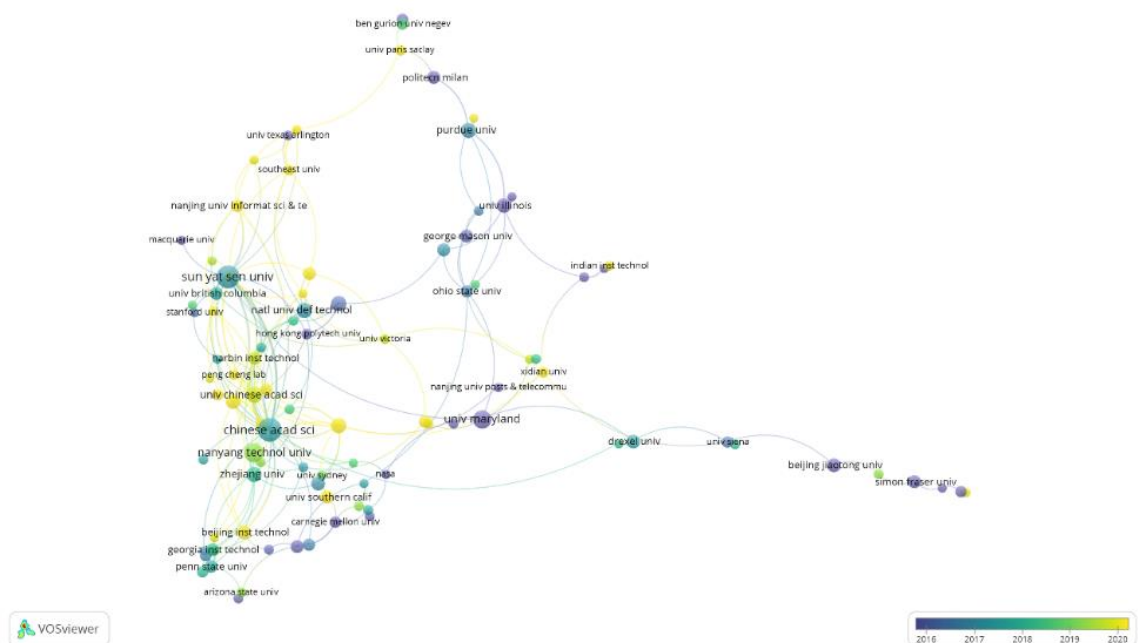 ben gurion univ negev
univ paris saclay
politecn milan
purdue univ
univ texas arlington
southeast univ
nanjing univ informat sci & te
univ illinois
macquarie univ
george mason univ
indian inst technol
sun yat sen univ
univ british columbia
ohio state univ
stanford univ
natl univ def technol
hong kong polytech univ
univ victoria
harbin inst technol
peng cheng lab
xidian univ
nanjing univ posts & telecommu
univ chinese acad sci
univ maryland
chinese acad sci
drexel univ
univ siena
nanyang technol univ
beijing jiaotong univ
zhejiang univ
univ sydney
nasa
simon fraser univ
univ southern calif
carnegie mellon univ
beijing inst technol
georgia inst technol
penn state univ
arizona state univ
VOSviewer
2016 2017 2018 2019 2020